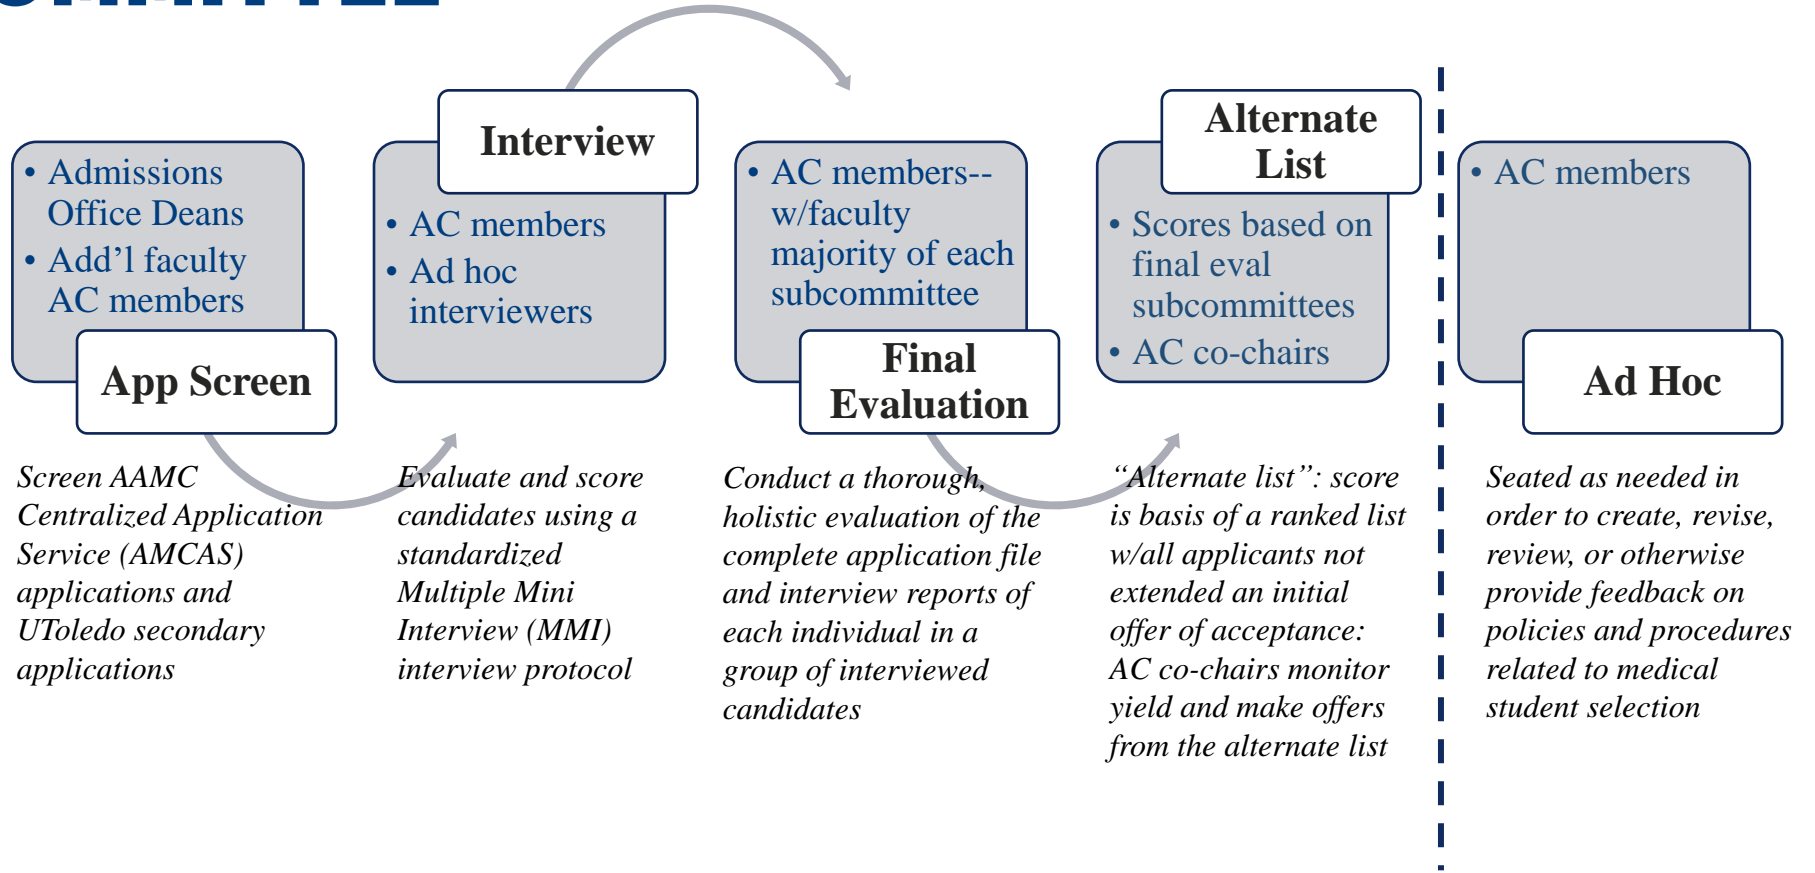 • Admissions
Office Deans
• Add’l faculty
AC members
App Screen
Screen AAMC
Centralized Application
Service (AMCAS)
applications and
UToledo secondary
applications
Interview
• AC members
• Ad hoc
interviewers
Evaluate and score
candidates using a
standardized
Multiple Mini
Interview (MMI)
interview protocol
• AC members--
w/faculty
majority of each
subcommittee
Final
Evaluation
Conduct a thorough,
holistic evaluation of the
complete application file
and interview reports of
each individual in a
group of interviewed
candidates
Alternate
List
• Scores based on
final eval
subcommittees
• AC co-chairs
“Alternate list”: score
is basis of a ranked list
w/all applicants not
extended an initial
offer of acceptance:
AC co-chairs monitor
yield and make offers
from the alternate list
• AC members
Ad Hoc
Seated as needed in
order to create, revise,
review, or otherwise
provide feedback on
policies and procedures
related to medical
student selection